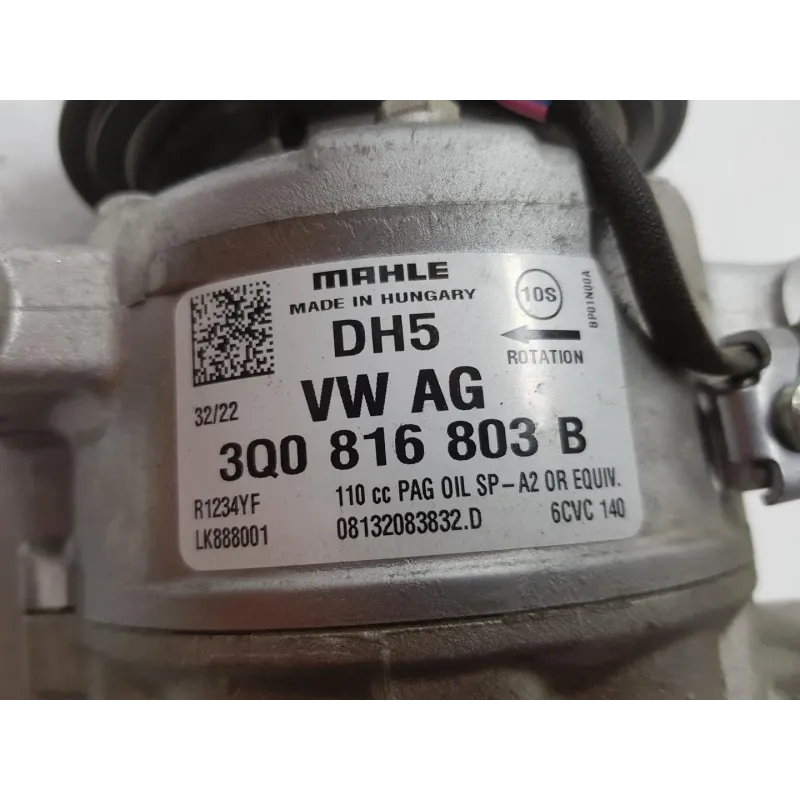 MAHLE
MADE IN HUNGARY
10S
BP01N00A
DH5
ROTATION
32/22
VW AG
3Q0 816 803 B
R1234YF
110 cc PAG OIL SP-A2 OR EQUIV.
LK888001
08132083832.D
6CVC 140